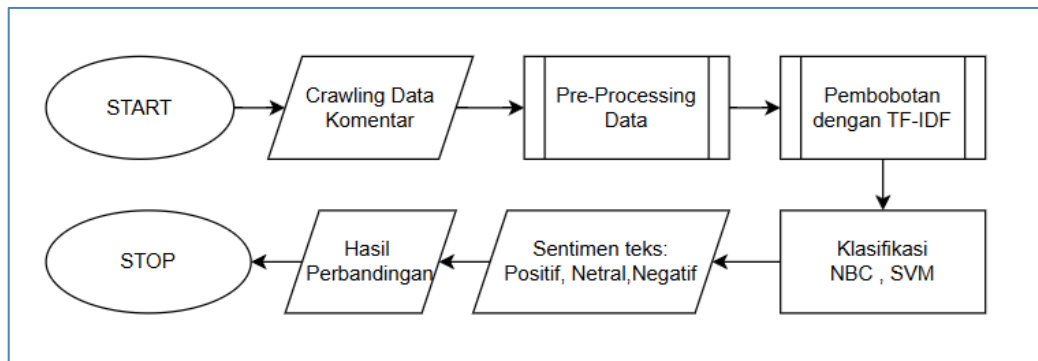 START
Crawling Data
Komentar
Pre-Processing
Data
Pembobotan
dengan TF-IDF
Klasifikasi
NBC , SVM
Sentimen teks:
Positif, Netral,Negatif
Hasil
Perbandingan
STOP